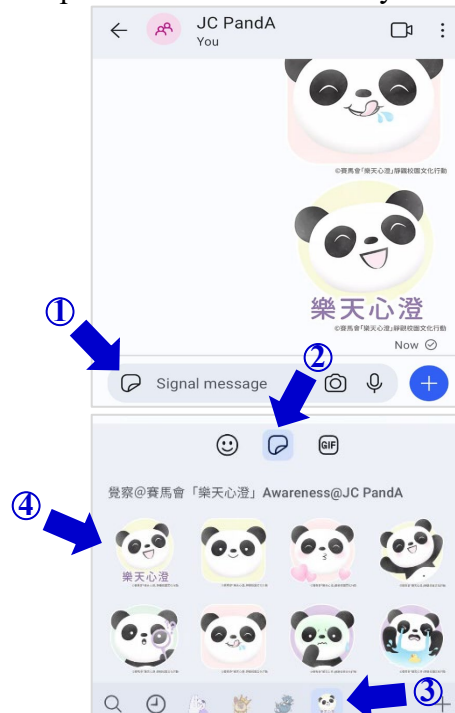 JC PandA
You
©賽馬會「樂天心澄」靜觀校園文化行動
樂天心澄
©賽馬會「樂天心澄」靜觀校園文化行動
Now
①
②
Signal message
GIF
覺察@賽馬會「樂天心澄」Awareness@JC PandA
④
樂天心澄
③